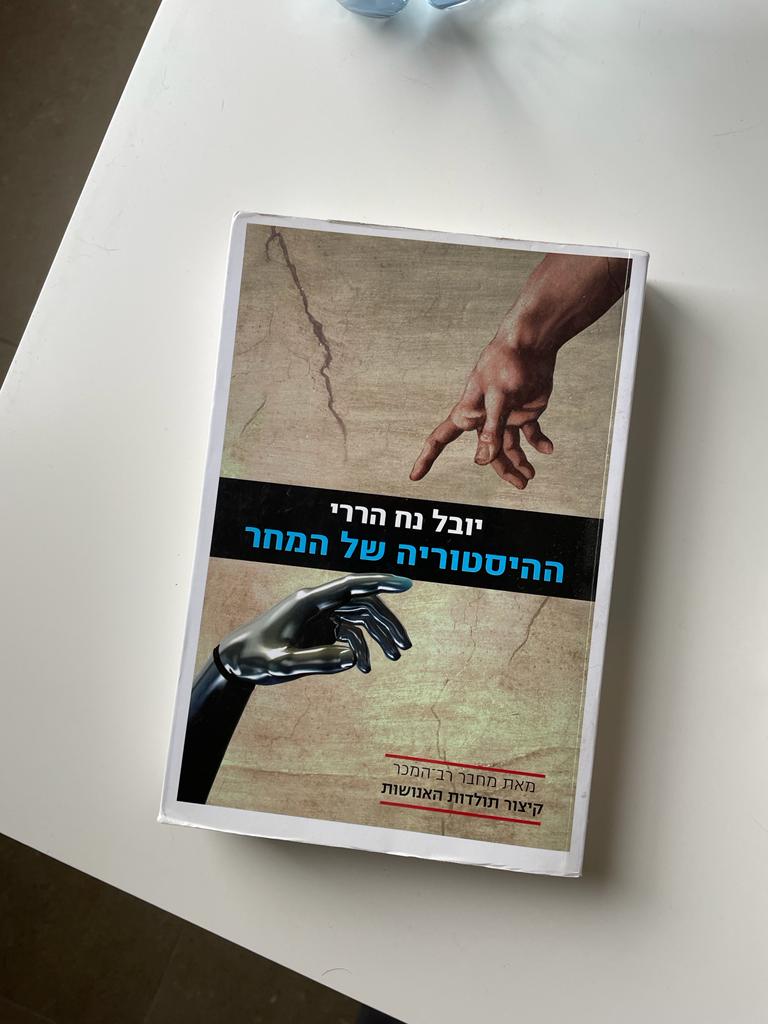 יובל נח הררי
ההיסטוריה של המחר
מאת מחבר רב־המכר
קיצור תולדות האנושות